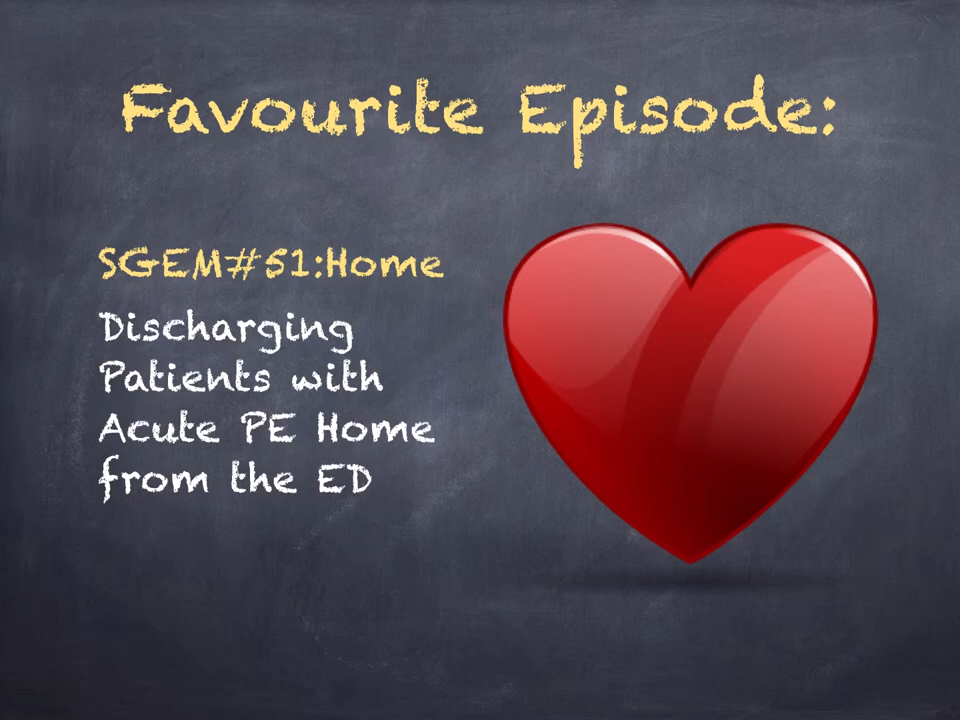 Favourite Episode:
SGEM#51:Home
Discharging
Patients with
Acute PE Home
from the ED